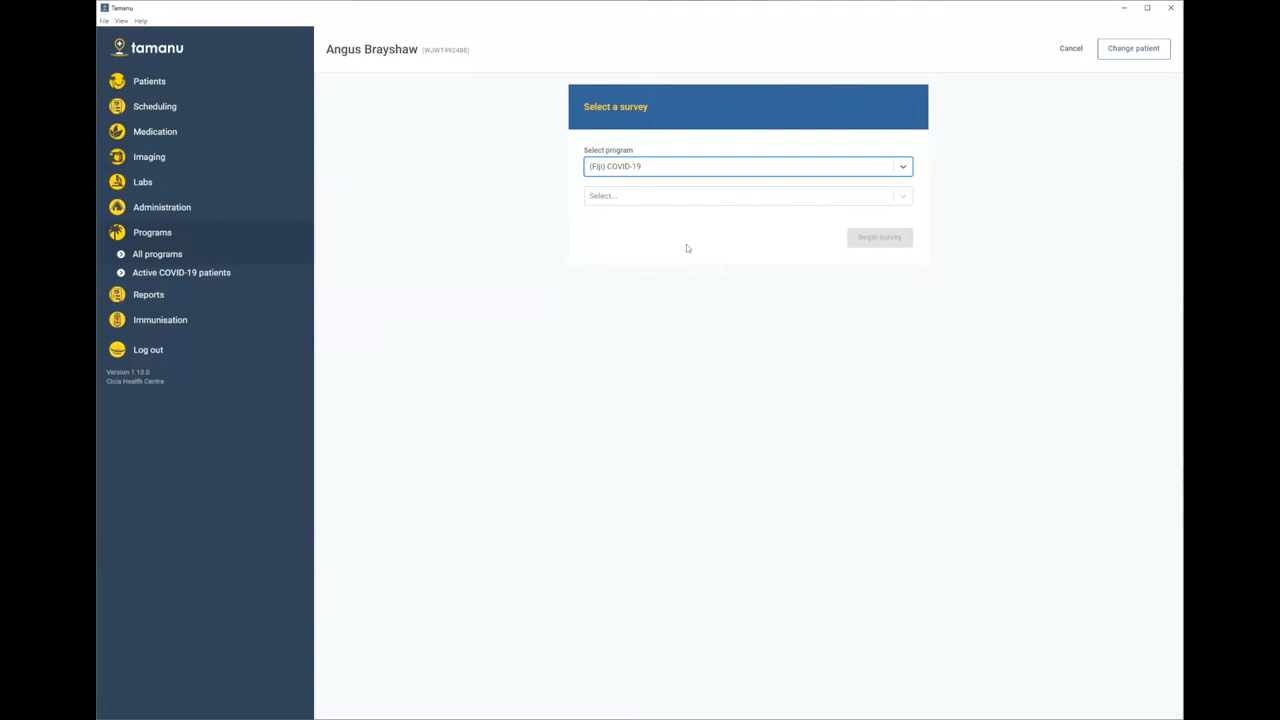 Tamanu
File View Help
tamanu
Patients
Scheduling
Medication
Imaging
Labs
Administration
Programs
All programs
Active COVID-19 patients
Reports
Immunisation
Log out
Version 1.13.0
Cicia Health Centre
Angus Brayshaw (WJWT992488)
Cancel
Change patient
Select a survey
Select program
(Fiji) COVID-19
Select...
Begin survey